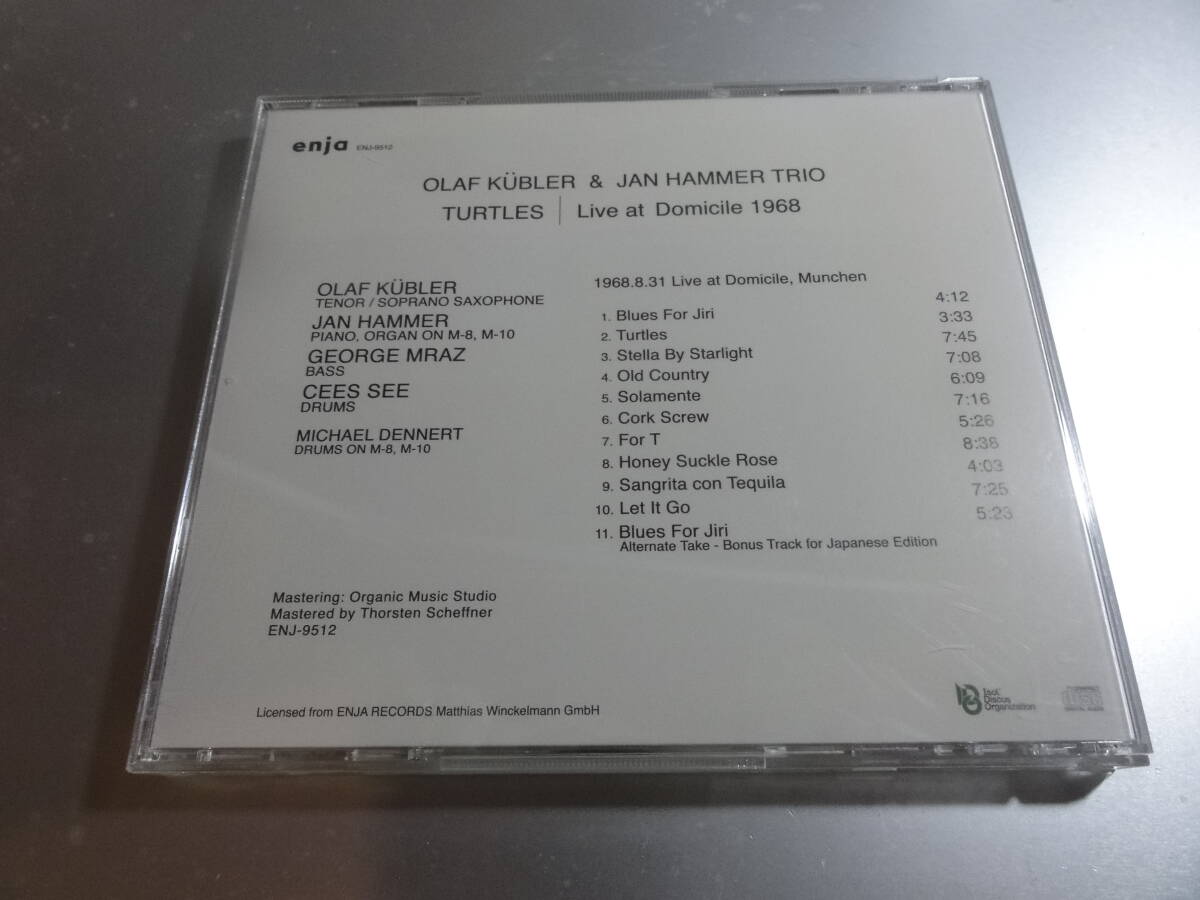 enja ENJ-9512
OLAF KÜBLER & JAN HAMMER TRIO
TURTLES | Live at Domicile 1968
OLAF KÜBLER
TENOR / SOPRANO SAXOPHONE
JAN HAMMER
PIANO, ORGAN ON M-8, M-10
GEORGE MRAZ
BASS
CEES SEE
DRUMS
MICHAEL DENNERT
DRUMS ON M-8, M-10
1968.8.31 Live at Domicile, Munchen
1. Blues For Jiri 4:12
2. Turtles 3:33
3. Stella By Starlight 7:45
4. Old Country 7:08
5. Solamente 6:09
6. Cork Screw 7:16
7. For T 5:26
8. Honey Suckle Rose 8:38
9. Sangrita con Tequila 4:03
10. Let It Go 7:25
11. Blues For Jiri 5:23
Alternate Take - Bonus Track for Japanese Edition
Mastering: Organic Music Studio
Mastered by Thorsten Scheffner
ENJ-9512
Licensed from ENJA RECORDS Matthias Winckelmann GmbH
Discus
Organization